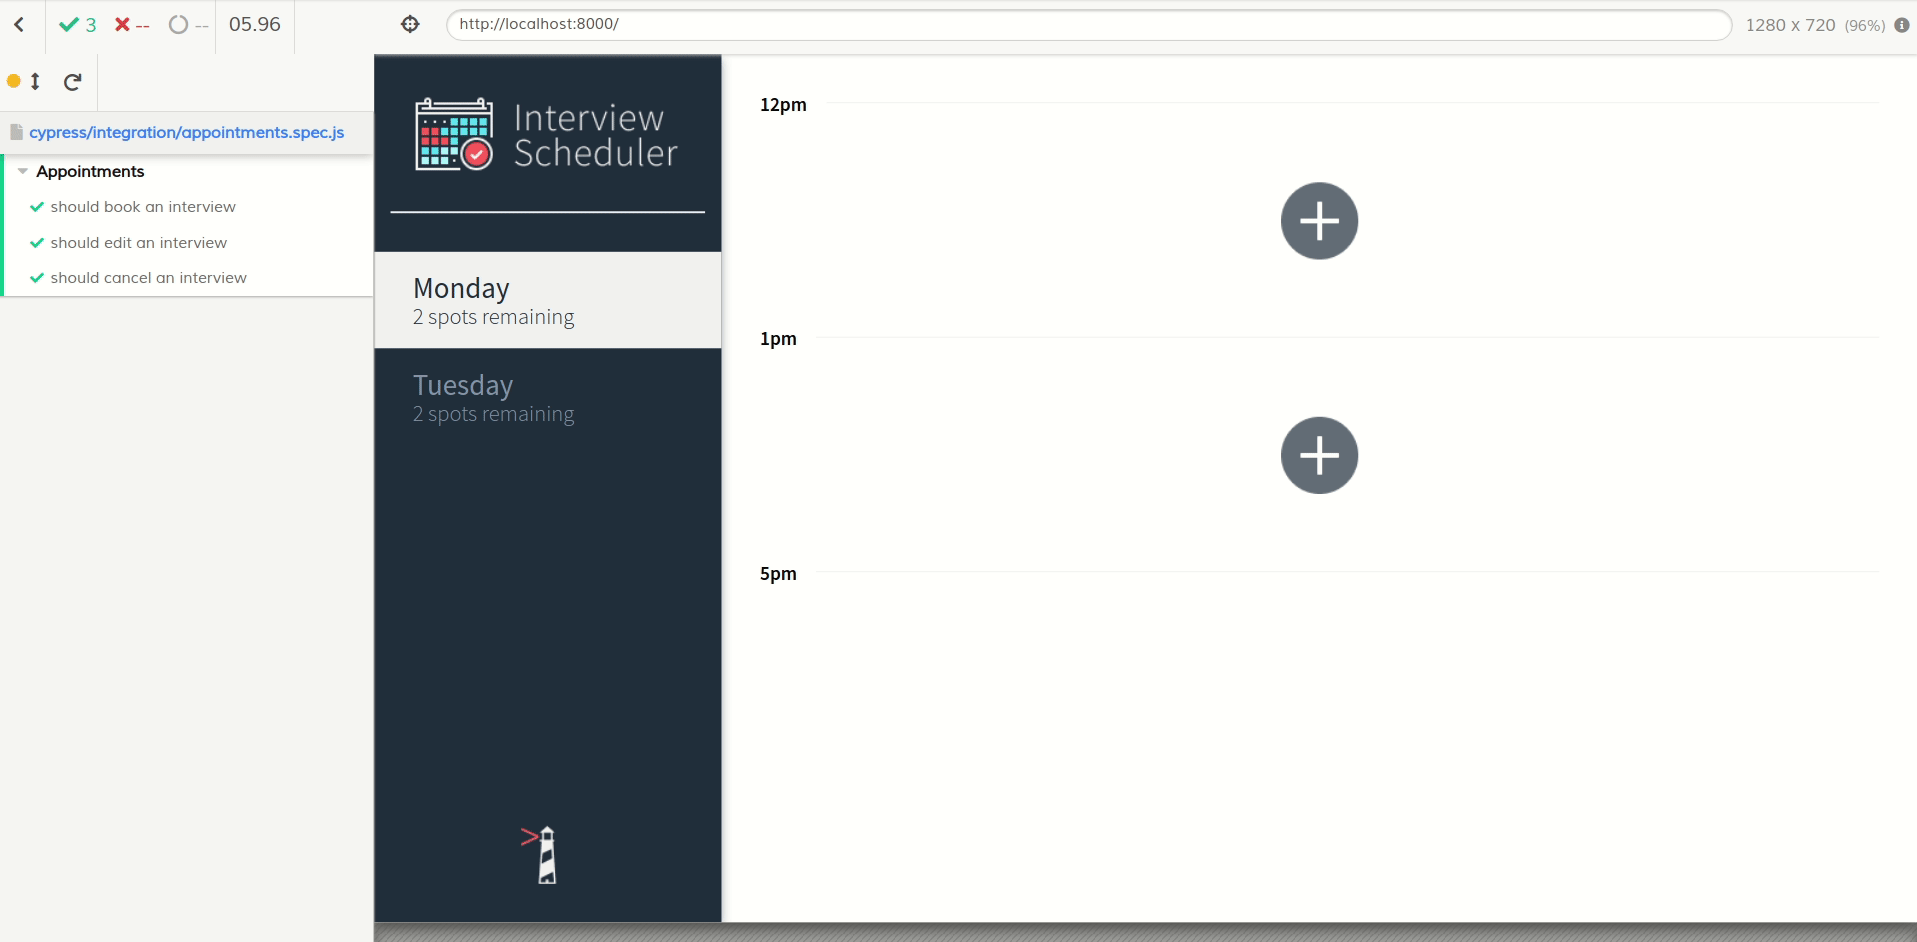 3
--
--
05.96
http://localhost:8000/
1280 x 720 (96%)
cypress/integration/appointments.spec.js
Appointments
should book an interview
should edit an interview
should cancel an interview
Interview
Scheduler
Monday
2 spots remaining
Tuesday
2 spots remaining
12pm
1pm
5pm